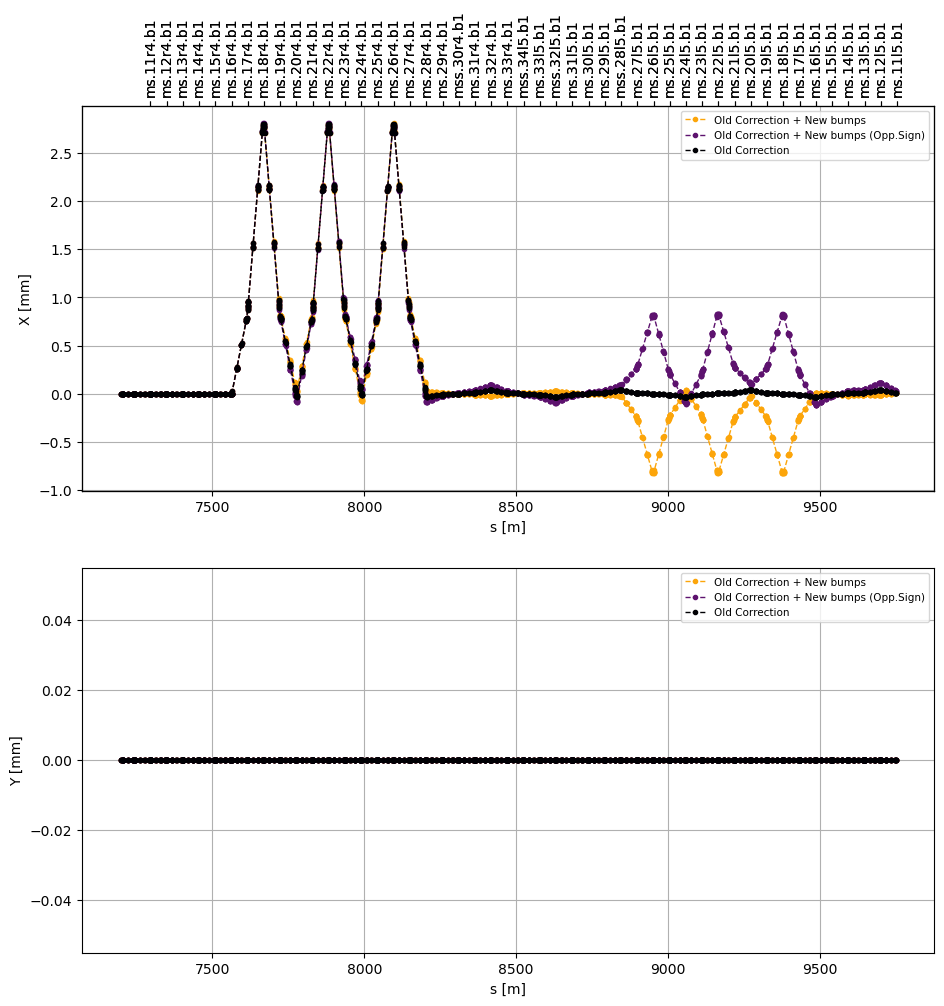 ms.11r4.b1
ms.12r4.b1
ms.13r4.b1
ms.14r4.b1
ms.15r4.b1
ms.16r4.b1
ms.17r4.b1
ms.18r4.b1
ms.19r4.b1
ms.20r4.b1
ms.21r4.b1
ms.22r4.b1
ms.23r4.b1
ms.24r4.b1
ms.25r4.b1
ms.26r4.b1
ms.27r4.b1
ms.28r4.b1
ms.29r4.b1
mss.30r4.b1
ms.31r4.b1
ms.32r4.b1
ms.33r4.b1
mss.34l5.b1
ms.33l5.b1
mss.32l5.b1
ms.31l5.b1
ms.30l5.b1
ms.29l5.b1
mss.28l5.b1
ms.27l5.b1
ms.26l5.b1
ms.25l5.b1
ms.24l5.b1
ms.23l5.b1
ms.22l5.b1
ms.21l5.b1
ms.20l5.b1
ms.19l5.b1
ms.18l5.b1
ms.17l5.b1
ms.16l5.b1
ms.15l5.b1
ms.14l5.b1
ms.13l5.b1
ms.12l5.b1
ms.11l5.b1
Old Correction + New bumps
Old Correction + New bumps (Opp.Sign)
Old Correction
X [mm]
2.5
2.0
1.5
1.0
0.5
0.0
−0.5
−1.0
7500
8000
8500
9000
9500
s [m]
Old Correction + New bumps
Old Correction + New bumps (Opp.Sign)
Old Correction
Y [mm]
0.04
0.02
0.00
−0.02
−0.04
7500
8000
8500
9000
9500
s [m]